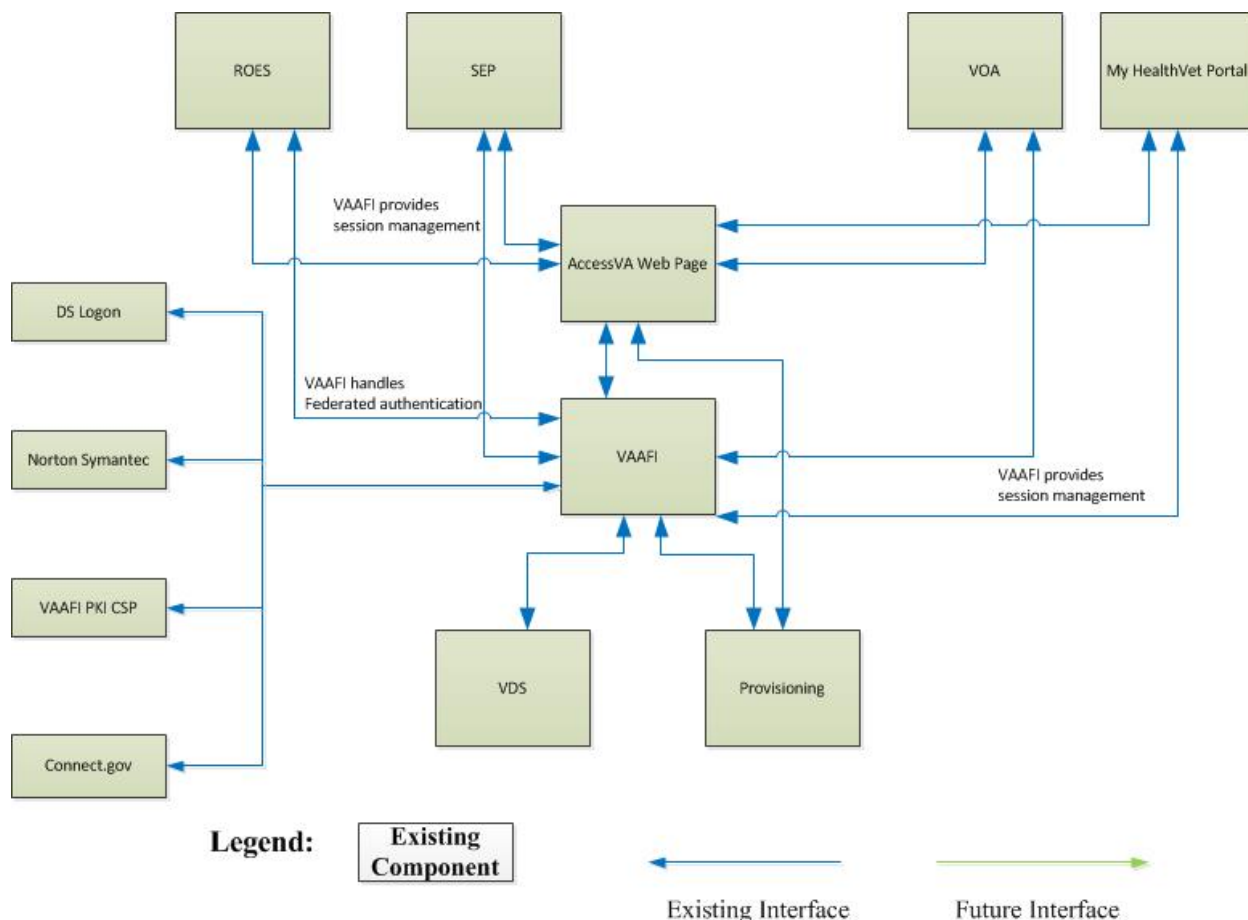 ROES
SEP
VOA
My HealthVet Portal
VAAFI provides
session management
AccessVA Web Page
DS Logon
VAAFI handles
Federated authentication
Norton Symantec
VAAFI
VAAFI provides
session management
VAAFI PKI CSP
VDS
Provisioning
Connect.gov
Legend:
Existing
Component
Existing Interface
Future Interface